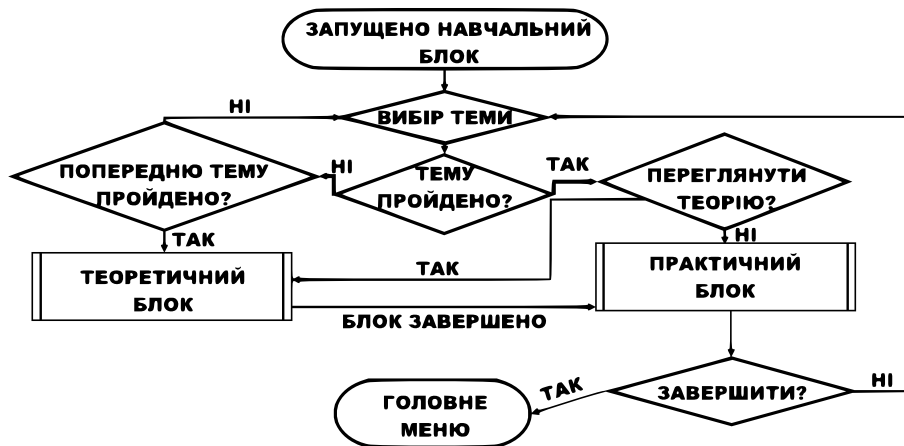 ЗАПУЩЕНО НАВЧАЛЬНИЙ
БЛОК
НІ
ВИБІР ТЕМИ
ПОПЕРЕДНЮ ТЕМУ
ПРОЙДЕНО?
НІ
ТЕМУ
ПРОЙДЕНО?
ТАК
ПЕРЕГЛЯНУТИ
ТЕОРІЮ?
ТАК
НІ
ТЕОРЕТИЧНИЙ
БЛОК
ТАК
ПРАКТИЧНИЙ
БЛОК
БЛОК ЗАВЕРШЕНО
ГОЛОВНЕ
МЕНЮ
ТАК
ЗАВЕРШИТИ?
НІ